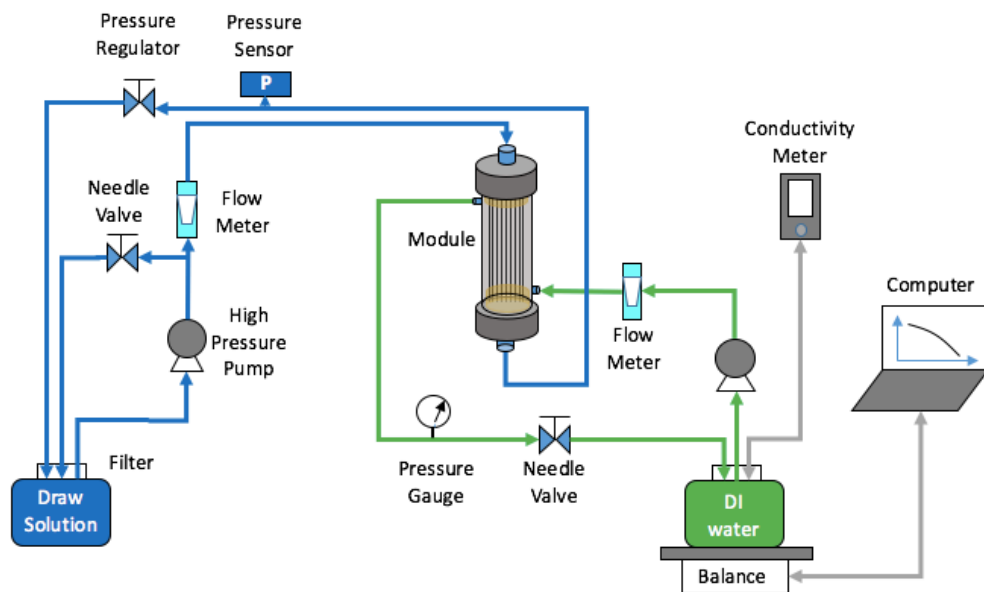 Pressure
Regulator
Pressure
Sensor
P
Conductivity
Meter
Needle
Valve
Flow
Meter
Module
Computer
High
Pressure
Pump
Flow
Meter
Filter
Pressure
Gauge
Needle
Valve
Draw
Solution
DI
water
Balance